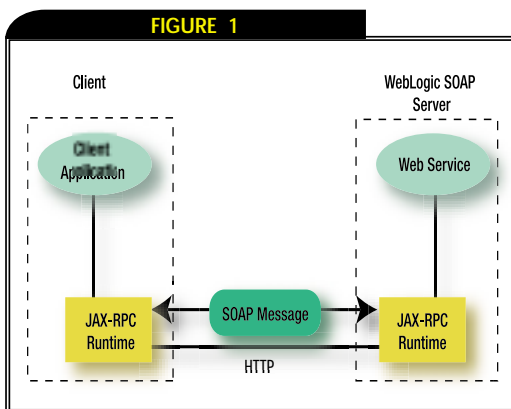 FIGURE 1
Client
WebLogic SOAP
Server
Client
Application
Web Service
JAX-RPC
Runtime
SOAP Message
JAX-RPC
Runtime
HTTP